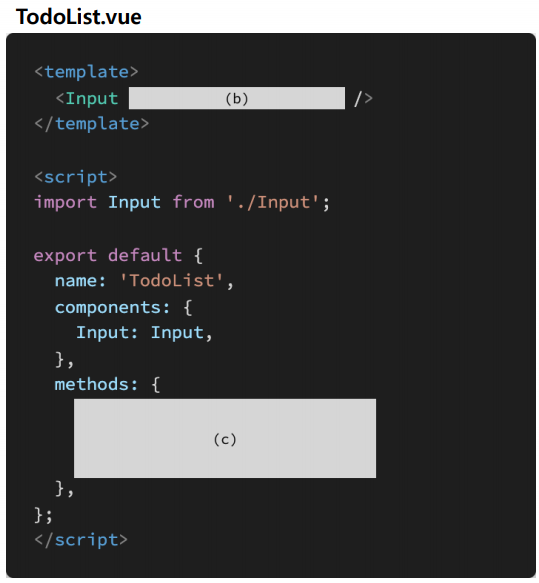 TodoList.vue
<template>
  <Input (b) />
</template>

<script>
import Input from './Input';

export default {
  name: 'TodoList',
  components: {
    Input: Input,
  },
  methods: {
    (c)
  },
};
</script>